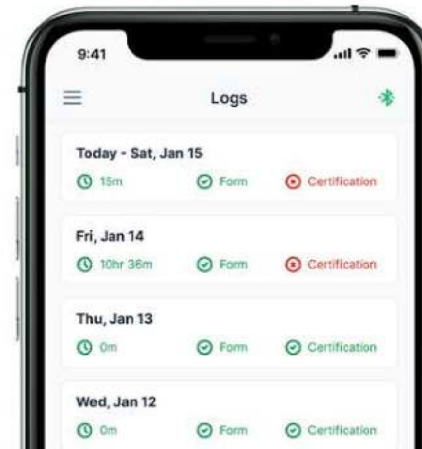 9:41
Logs
Today - Sat, Jan 15
15m Form Certification
Fri, Jan 14
10hr 36m Form Certification
Thu, Jan 13
0m Form Certification
Wed, Jan 12
0m Form Certification